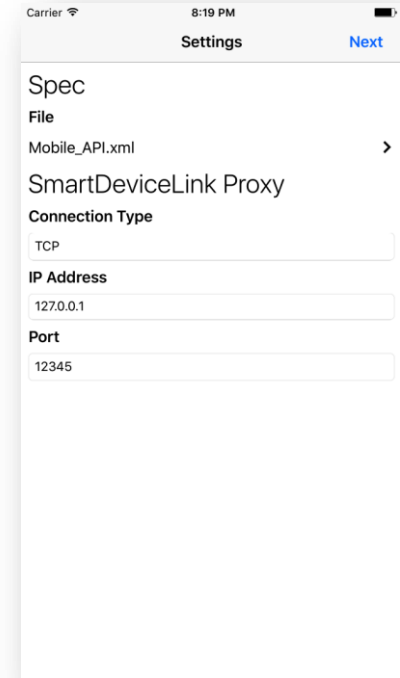 Carrier 8:19 PM
Settings Next
Spec
File
Mobile_API.xml
SmartDeviceLink Proxy
Connection Type
TCP
IP Address
127.0.0.1
Port
12345